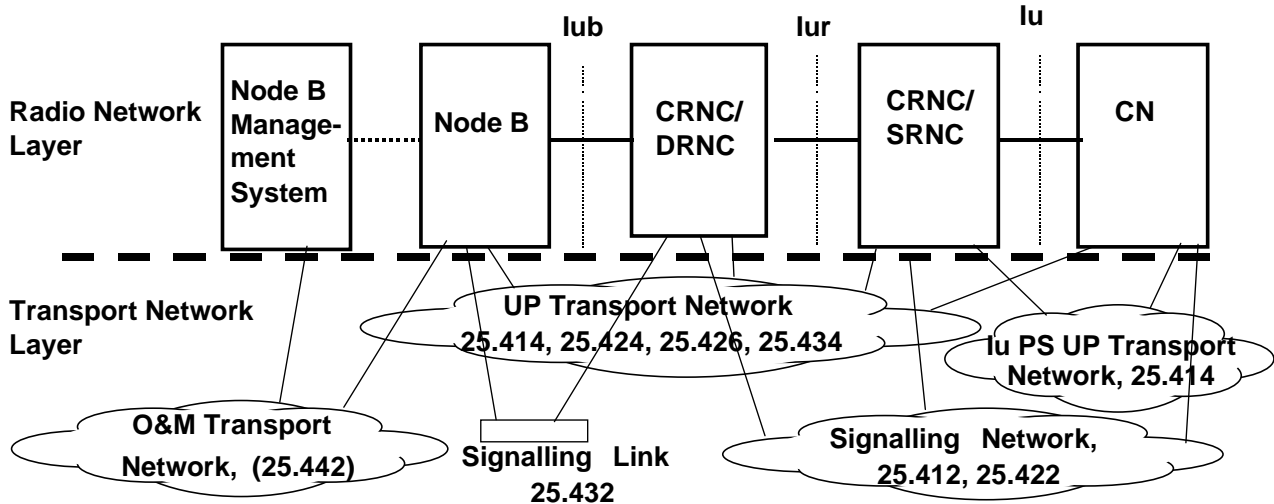 Iub
Iur
Iu
Radio Network
Layer
Node B
Manage-
ment
System
Node B
CRNC/
DRNC
CRNC/
SRNC
CN
Transport Network
Layer
UP Transport Network
25.414, 25.424, 25.426, 25.434
Iu PS UP Transport
Network, 25.414
O&M Transport
Network, (25.442)
Signalling Link
25.432
Signalling Network,
25.412, 25.422